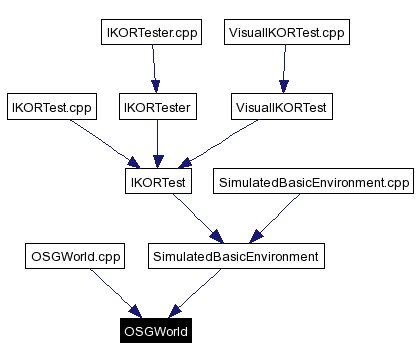 IKORTester.cpp
VisualIKORTest.cpp
IKORTest.cpp
IKORTester
VisualIKORTest
IKORTest
SimulatedBasicEnvironment.cpp
OSGWorld.cpp
SimulatedBasicEnvironment
OSGWorld